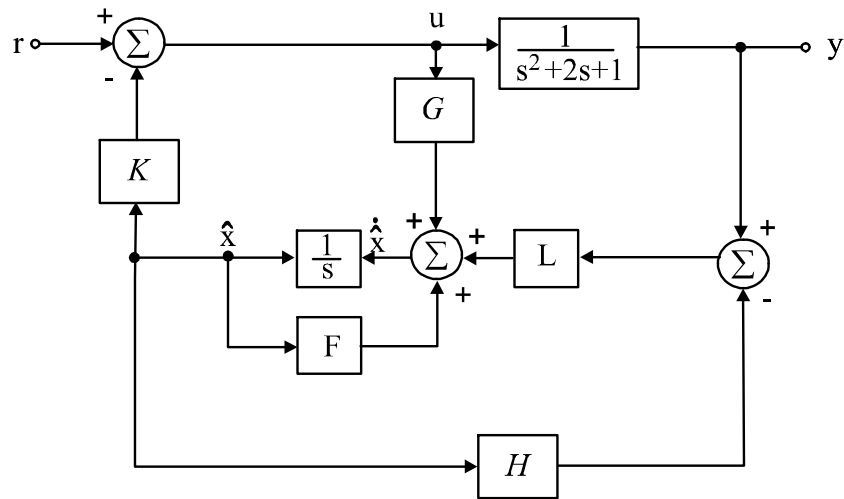 u
+
r Σ 1 y
s²+2s+1
-
G
K
+
x̂ 1 x̂̇ Σ + L Σ +
s
+ -
F
H